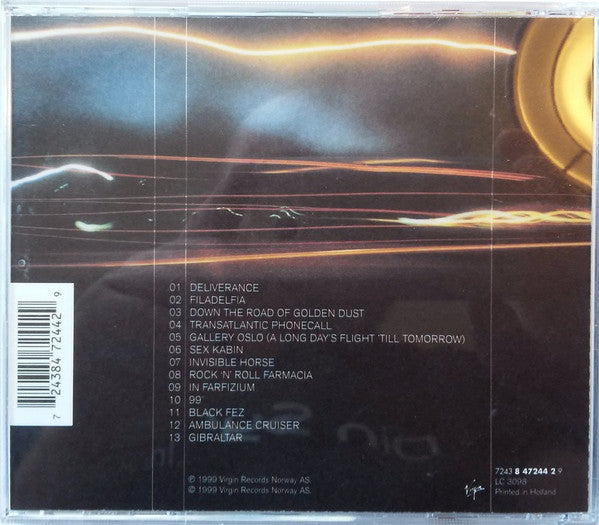 01 DELIVERANCE
02 FILADELFIA
03 DOWN THE ROAD OF GOLDEN DUST
04 TRANSATLANTIC PHONECALL
05 GALLERY OSLO (A LONG DAY'S FLIGHT 'TILL TOMORROW)
06 SEX KABIN
07 INVISIBLE HORSE
08 ROCK 'N' ROLL FARMACIA
09 IN FARFIZIUM
10 99'
11 BLACK FEZ
12 AMBULANCE CRUISER
13 GIBRALTAR
7 24384 72442 9
℗ 1999 Virgin Records Norway AS.
© 1999 Virgin Records Norway AS.
7243 8 47244 2 9
LC 3098
Printed in Holland
Virgin